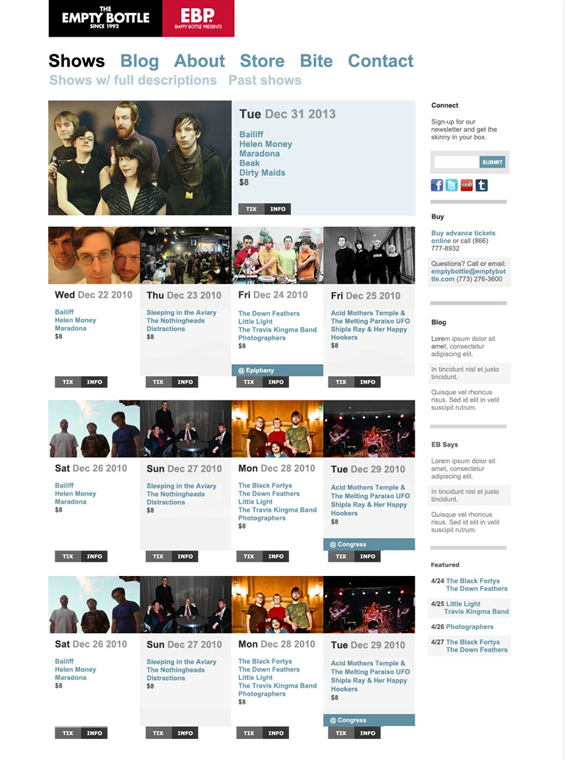 THE
EMPTY BOTTLE
SINCE 1992
EBP.
EMPTY BOTTLE PRESENTS
Shows Blog About Store Bite Contact
Shows w/ full descriptions Past shows
Tue Dec 31 2013
Bailiff
Helen Money
Maradona
Beak
Dirty Maids
$8
TIX INFO
Wed Dec 22 2010
Bailiff
Helen Money
Maradona
$8
TIX INFO
Thu Dec 23 2010
Sleeping in the Aviary
The Nothingheads
Distractions
$8
TIX INFO
Fri Dec 24 2010
The Down Feathers
Little Light
The Travis Kingma Band
Photographers
$8
@ Epiphany
TIX INFO
Fri Dec 25 2010
Acid Mothers Temple &
The Melting Paraiso UFO
Shipla Ray & Her Happy
Hookers
$8
TIX INFO
Sat Dec 26 2010
Bailiff
Helen Money
Maradona
$8
TIX INFO
Sun Dec 27 2010
Sleeping in the Aviary
The Nothingheads
Distractions
$8
TIX INFO
Mon Dec 28 2010
The Black Fortys
The Down Feathers
Little Light
The Travis Kingma Band
Photographers
$8
TIX INFO
Tue Dec 29 2010
Acid Mothers Temple &
The Melting Paraiso UFO
Shipla Ray & Her Happy
Hookers
$8
@ Congress
TIX INFO
Sat Dec 26 2010
Bailiff
Helen Money
Maradona
$8
TIX INFO
Sun Dec 27 2010
Sleeping in the Aviary
The Nothingheads
Distractions
$8
TIX INFO
Mon Dec 28 2010
The Black Fortys
The Down Feathers
Little Light
The Travis Kingma Band
Photographers
$8
TIX INFO
Tue Dec 29 2010
Acid Mothers Temple &
The Melting Paraiso UFO
Shipla Ray & Her Happy
Hookers
$8
@ Congress
TIX INFO
Connect
Sign-up for our
newsletter and get the
skinny in your box.
SUBMIT
f
t
t
Buy
Buy advance tickets
online or call (866)
777-8932
Questions? Call or email:
emptybottle@emptybot
tle.com (773) 276-3600
Blog
Lorem ipsum dolor sit
amet, consectetur
adipiscing elit.
In tincidunt nisl et justo
tincidunt.
Quisque vel rhoncus
risus. Sed id elit in velit
suscipit rutrum.
EB Says
Lorem ipsum dolor sit
amet, consectetur
adipiscing elit.
In tincidunt nisl et justo
tincidunt.
Quisque vel rhoncus
risus. Sed id elit in velit
suscipit rutrum.
Featured
4/24 The Black Fortys
The Down Feathers
4/25 Little Light
Travis Kingma Band
4/26 Photographers
4/27 The Black Fortys
The Down Feathers